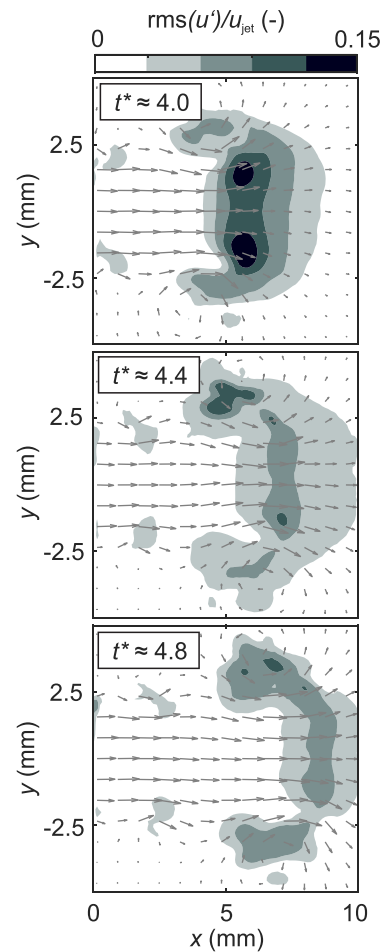 rms(u')/u_jet (-)
0 0.15
t* ≈ 4.0
2.5
y (mm)
-2.5
t* ≈ 4.4
2.5
y (mm)
-2.5
t* ≈ 4.8
2.5
y (mm)
-2.5
0 5 10
x (mm)